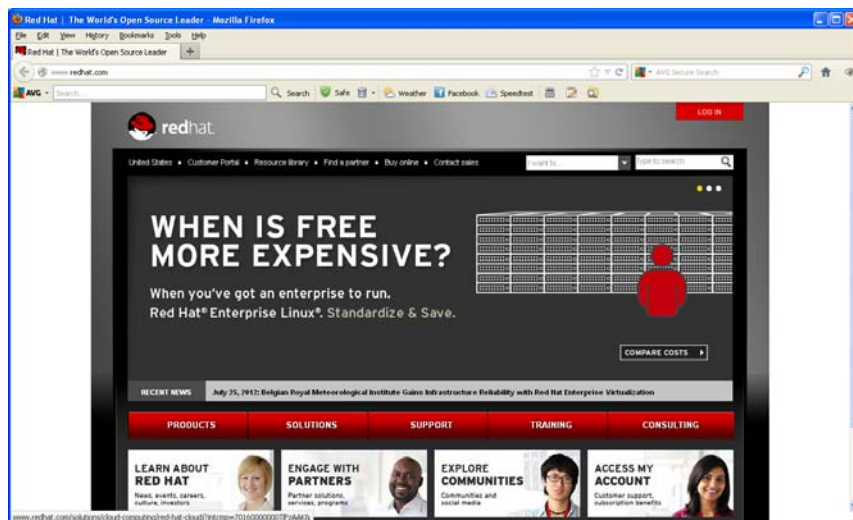 Red Hat | The World's Open Source Leader - Mozilla Firefox
File Edit View History Bookmarks Tools Help
Red Hat | The World's Open Source Leader +
www.redhat.com AVG Secure Search
AVG Search... Search Safe Weather Facebook Speedtest
LOG IN
redhat.
United States Customer Portal Resource library Find a partner Buy online Contact sales I want to... Type to search
WHEN IS FREE
MORE EXPENSIVE?
When you've got an enterprise to run.
Red Hat® Enterprise Linux®. Standardize & Save.
COMPARE COSTS
RECENT NEWS July 25, 2012: Belgian Royal Meteorological Institute Gains Infrastructure Reliability with Red Hat Enterprise Virtualization
PRODUCTS SOLUTIONS SUPPORT TRAINING CONSULTING
LEARN ABOUT
RED HAT
News, events, careers,
culture, investors
ENGAGE WITH
PARTNERS
Partner solutions,
services, programs
EXPLORE
COMMUNITIES
Communities and
social media
ACCESS MY
ACCOUNT
Customer support,
subscription benefits